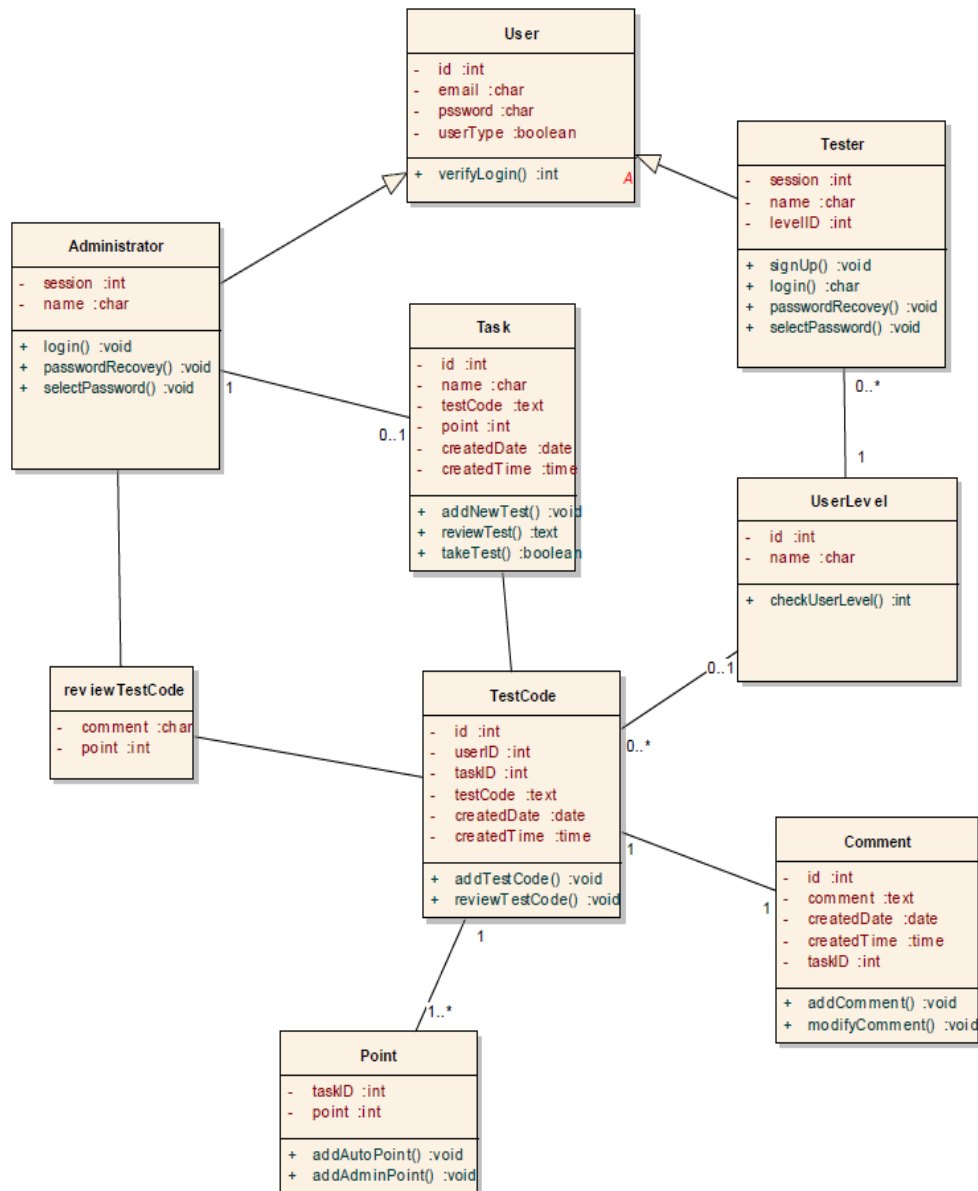 User
- id :int
- email :char
- pssword :char
- userType :boolean
+ verifyLogin() :int
A
Tester
- session :int
- name :char
- levelID :int
+ signUp() :void
+ login() :char
+ passwordRecovey() :void
+ selectPassword() :void
Administrator
- session :int
- name :char
+ login() :void
+ passwordRecovey() :void
+ selectPassword() :void
1
0..1
Task
- id :int
- name :char
- testCode :text
- point :int
- createdDate :date
- createdTime :time
+ addNewTest() :void
+ reviewTest() :text
+ takeTest() :boolean
0..*
1
UserLevel
- id :int
- name :char
+ checkUserLevel() :int
0..1
0..*
reviewTestCode
- comment :char
- point :int
TestCode
- id :int
- userID :int
- taskID :int
- testCode :text
- createdDate :date
- createdTime :time
+ addTestCode() :void
+ reviewTestCode() :void
1
1
Comment
- id :int
- comment :text
- createdDate :date
- createdTime :time
- taskID :int
+ addComment() :void
+ modifyComment() :void
1
1..*
Point
- taskID :int
- point :int
+ addAutoPoint() :void
+ addAdminPoint() :void